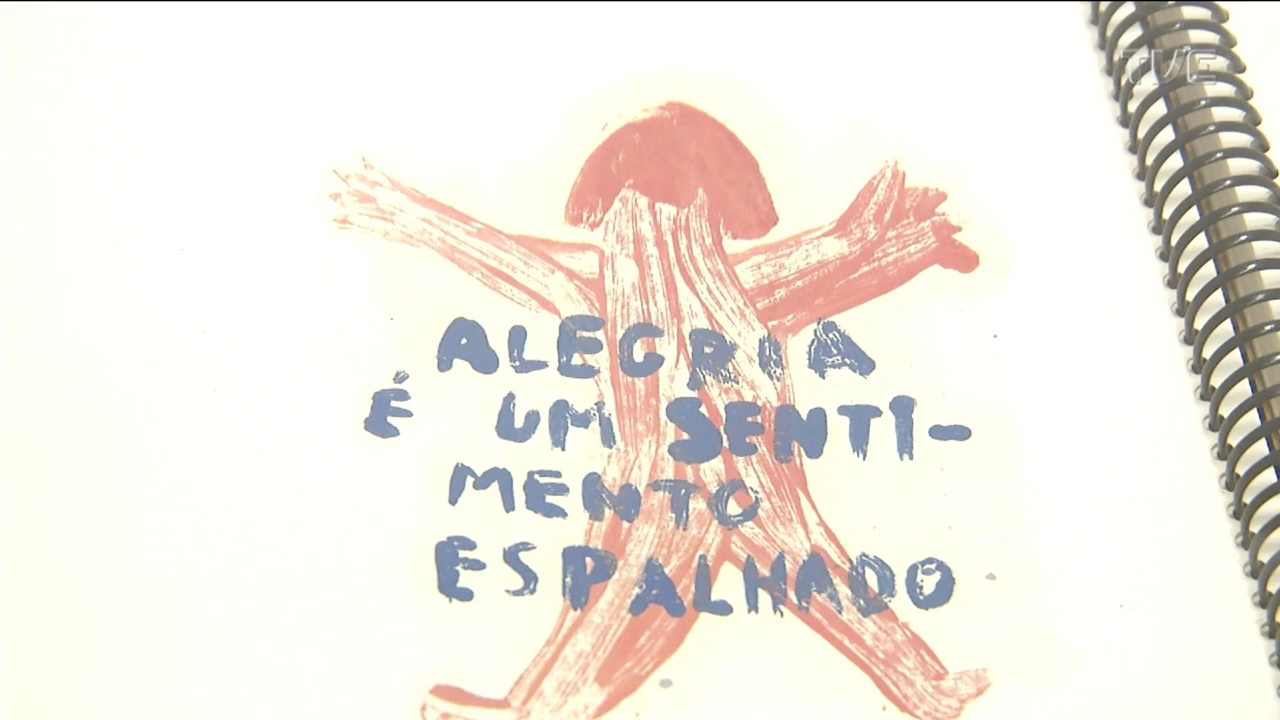 TVE
ALEGRIA
É UM SENTI-
MENTO
ESPALHADO